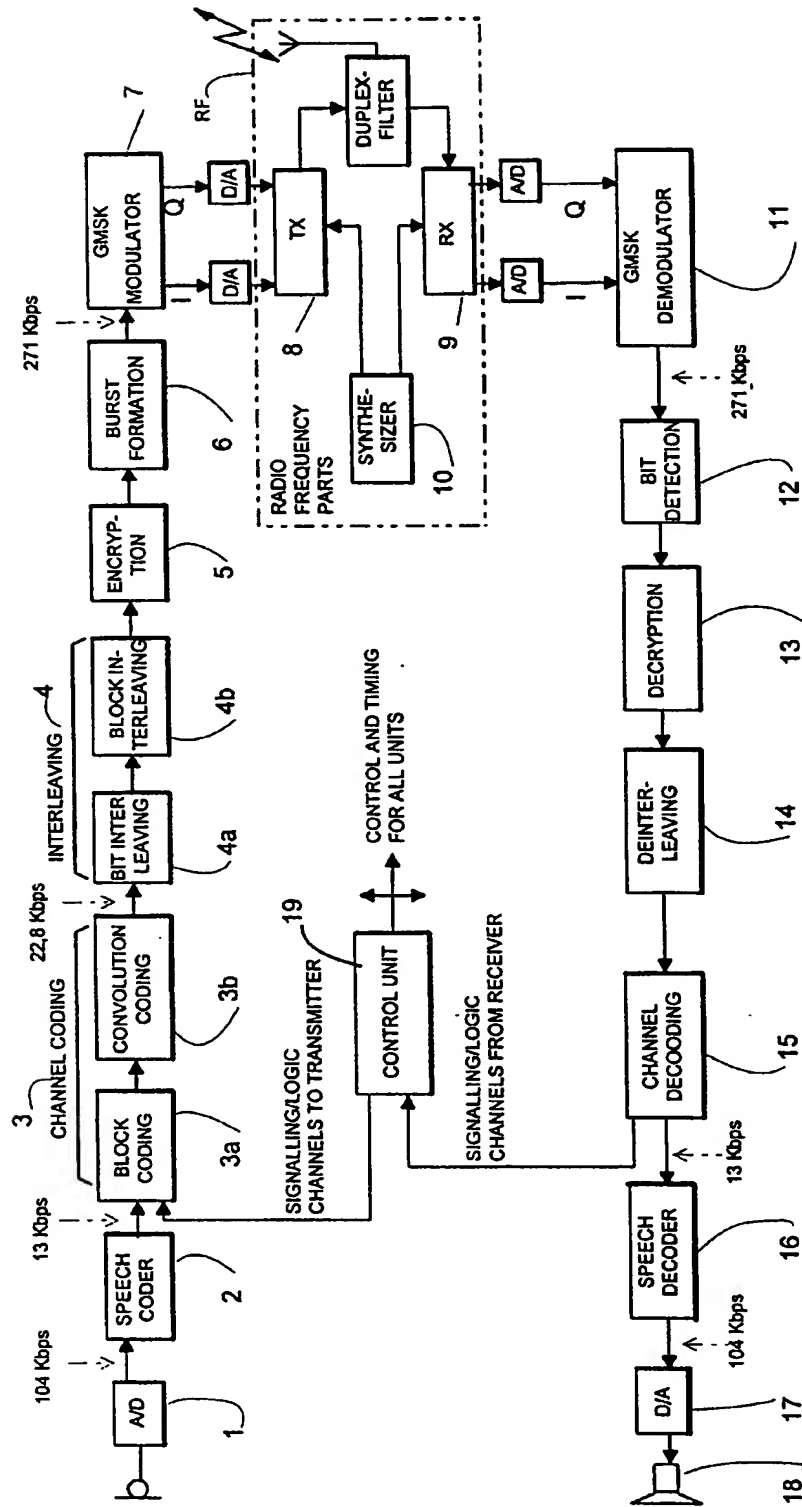 104 Kbps
13 Kbps
3
CHANNEL CODING
22,8 Kbps
INTERLEAVING
4
271 Kbps
A/D
1
SPEECH
CODER
2
BLOCK
CODING
3a
CONVOLUTION
CODING
3b
BIT INTER
LEAVING
4a
BLOCK IN-
TERLEAVING
4b
ENCRYP-
TION
5
BURST
FORMATION
6
GMSK
MODULATOR
7
I
Q
D/A
D/A
RF
RADIO
FREQUENCY
PARTS
TX
8
DUPLEX-
FILTER
SYNTHE-
SIZER
10
RX
9
A/D
A/D
I
Q
SIGNALLING/LOGIC
CHANNELS TO TRANSMITTER
19
CONTROL UNIT
CONTROL AND TIMING
FOR ALL UNITS
SIGNALLING/LOGIC
CHANNELS FROM RECEIVER
18
D/A
17
104 Kbps
SPEECH
DECODER
16
13 Kbps
CHANNEL
DECOODING
15
DEINTER-
LEAVING
14
DECRYPTION
13
BIT
DETECTION
12
271 Kbps
GMSK
DEMODULATOR
11